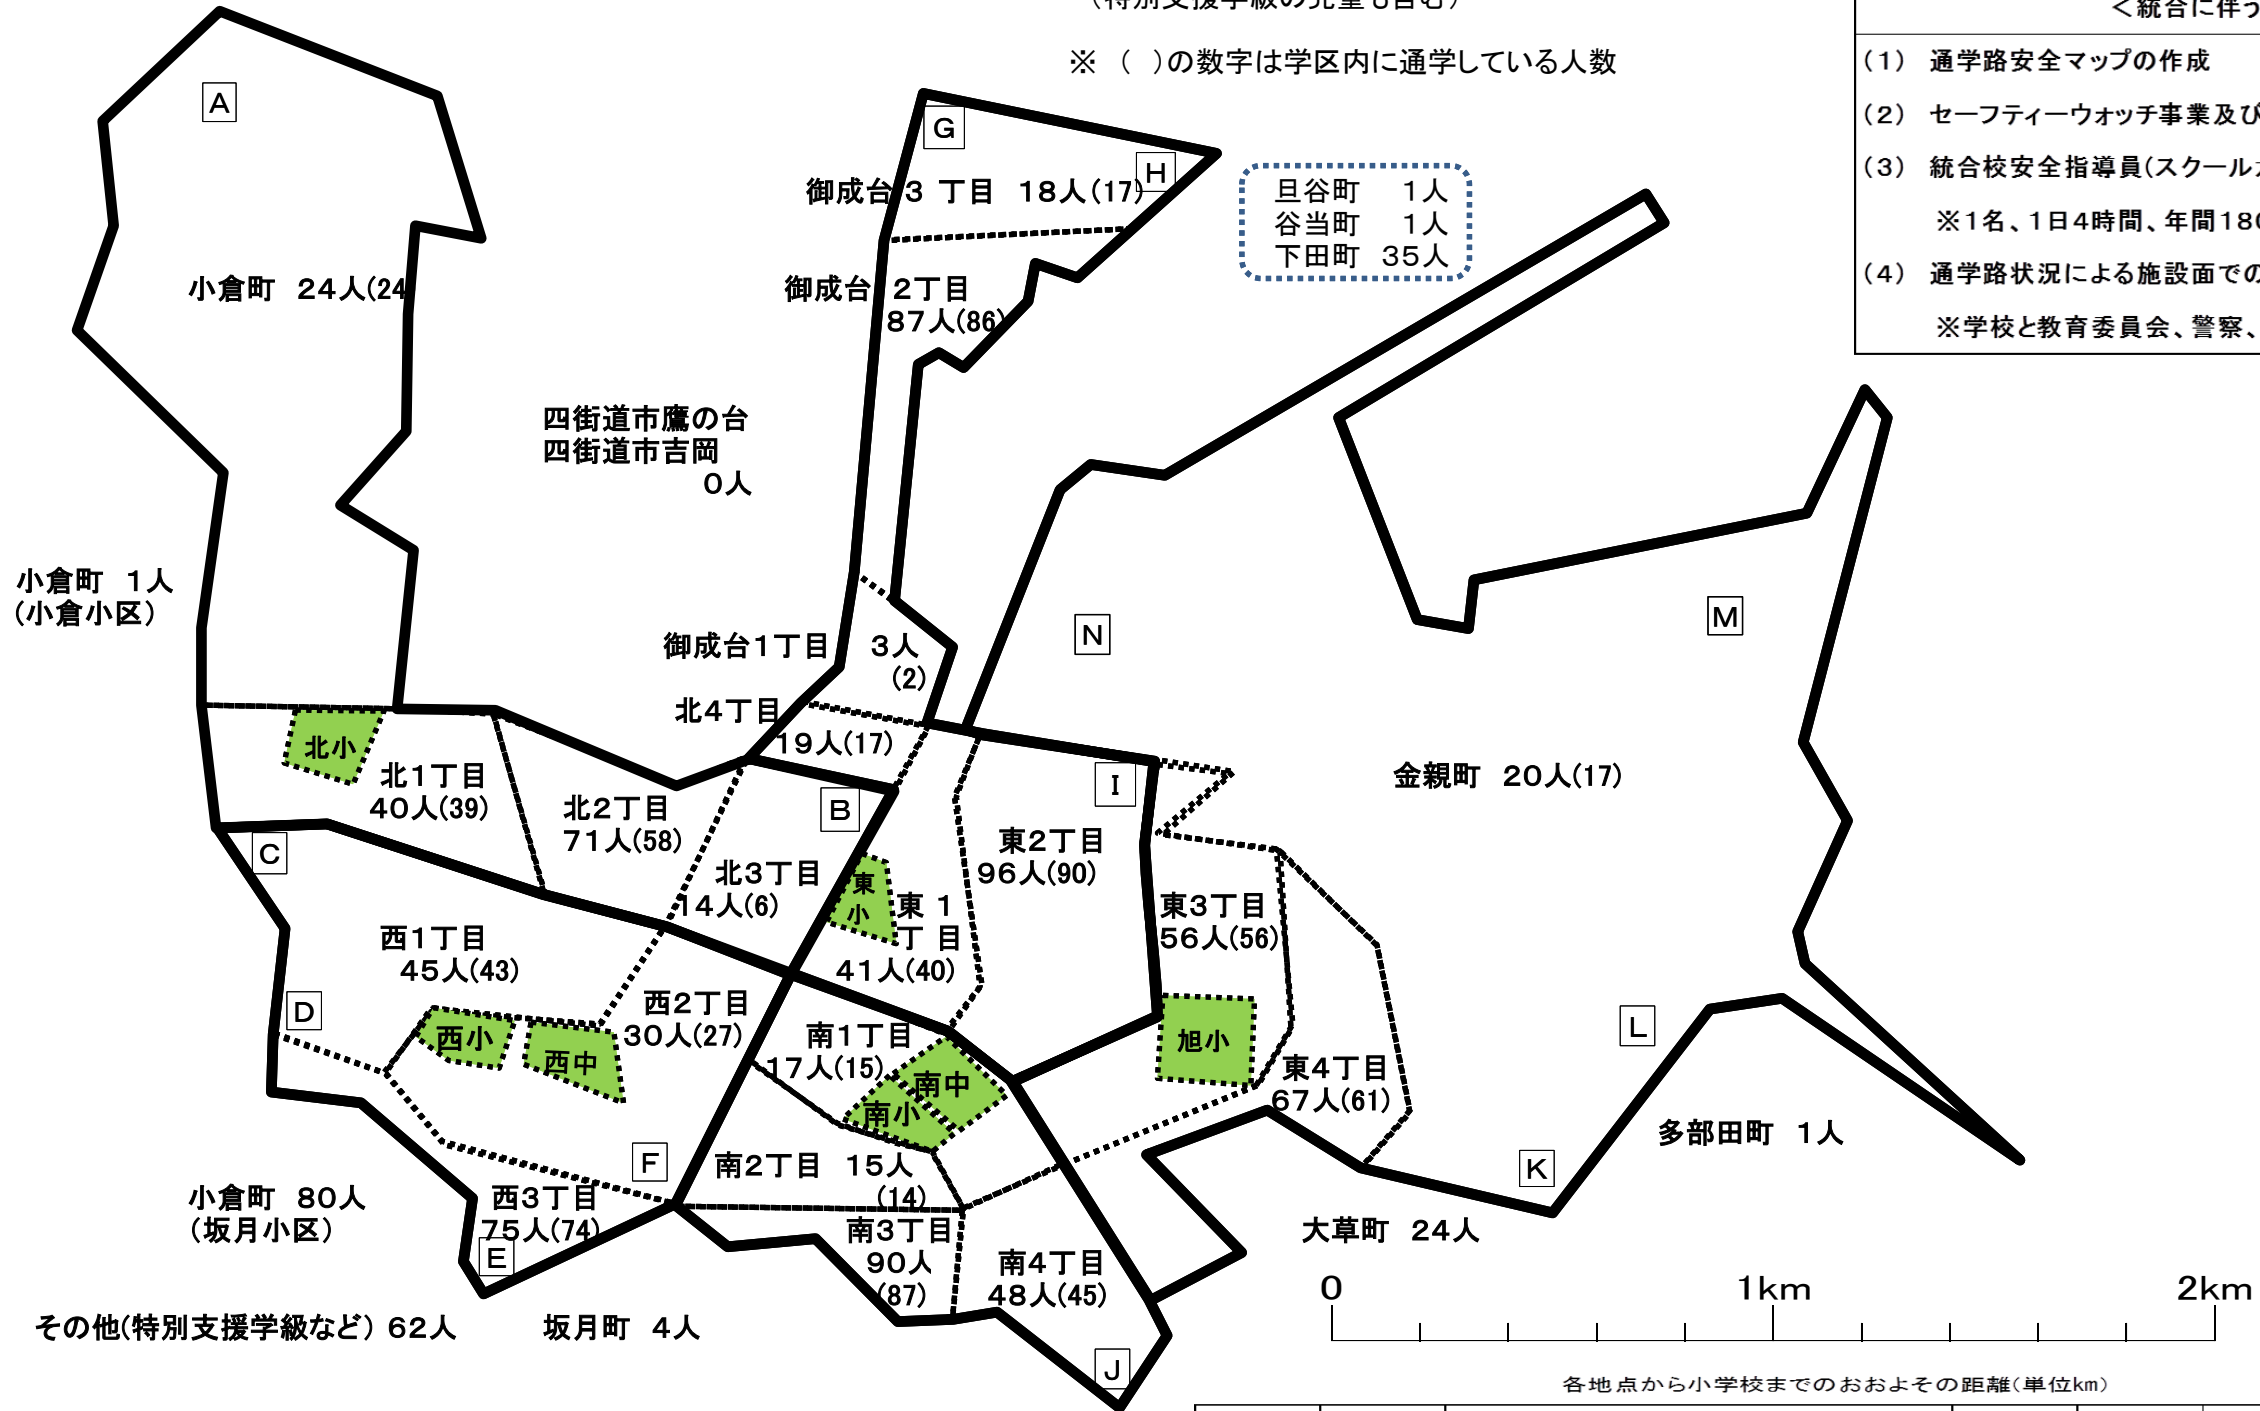 (特別支援学級の児童も含む)
※ ( )の数字は学区内に通学している人数
<統合に伴う
(1) 通学路安全マップの作成
(2) セーフティーウォッチ事業及び
(3) 統合校安全指導員(スクール
※1名、1日4時間、年間180
(4) 通学路状況による施設面での
※学校と教育委員会、警察、
A
G
H
御成台3 丁目 18人(17)
旦谷町 1人
谷当町 1人
下田町 35人
小倉町 24人(24
御成台 2丁目
87人(86)
四街道市鷹の台
四街道市吉岡
0人
小倉町 1人
(小倉小区)
御成台1丁目 3人
(2)
N
M
北4丁目
19人(17)
北小
北1丁目
40人(39)
北2丁目
71人(58)
B
I
金親町 20人(17)
C
北3丁目
14人(6)
東小
東1丁目
41人(40)
東2丁目
96人(90)
東3丁目
56人(56)
西1丁目
45人(43)
D
西小
西中
西2丁目
30人(27)
南1丁目
17人(15)
南中
南小
旭小
L
東4丁目
67人(61)
多部田町 1人
F
南2丁目 15人
(14)
K
小倉町 80人
(坂月小区)
西3丁目
75人(74)
E
南3丁目
90人
(87)
南4丁目
48人(45)
大草町 24人
0 1km 2km
その他(特別支援学級など) 62人
坂月町 4人
J
各地点から小学校までのおおよその距離(単位km)